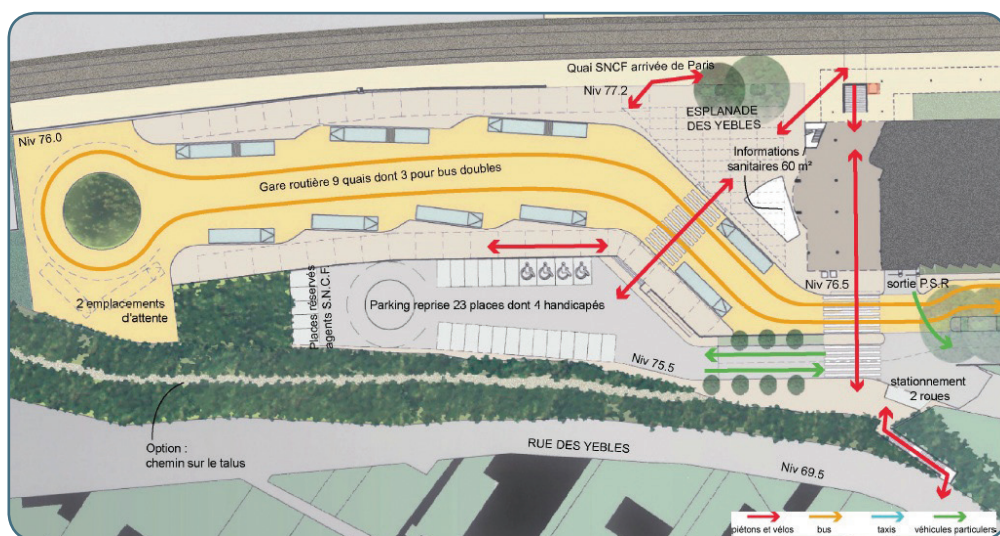 Quai SNCF arrivée de Paris
Niv 77.2
ESPLANADE
DES YEBLES
Niv 76.0
Informations /
sanitaires 60 m²
Gare routière 9 quais dont 3 pour bus doubles
2 emplacements
d'attente
Places réservés
agents S.N.C.F.
Parking reprise 23 places dont 4 handicapés
Niv 76.5
sortie P.S.R
Niv 75.5
stationnement
2 roues
Option :
chemin sur le talus
RUE DES YEBLES
Niv 69.5
piétons et vélos
bus
taxis
véhicules particuliers